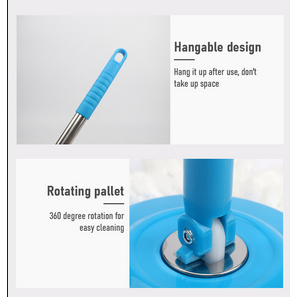 Hangable design
Hang it up after use, don't
take up space
Rotating pallet
360 degree rotation for
easy cleaning